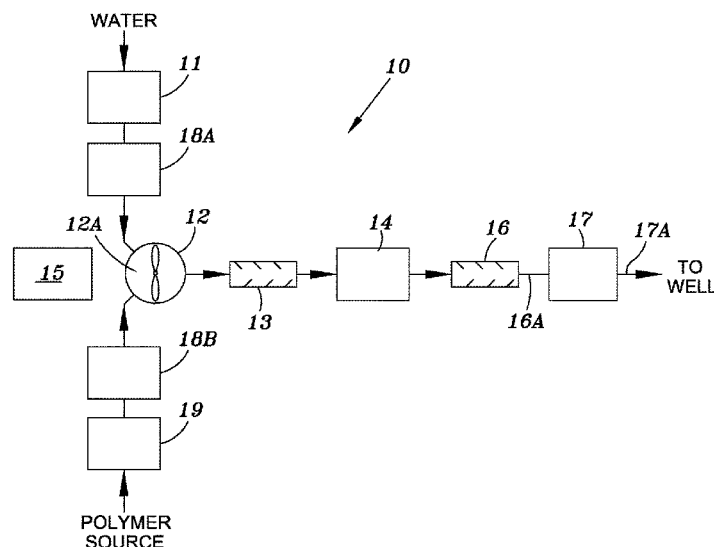 WATER
11
10
18A
12A
12
14
16
17
17A
15
TO
WELL
13
16A
18B
19
POLYMER
SOURCE